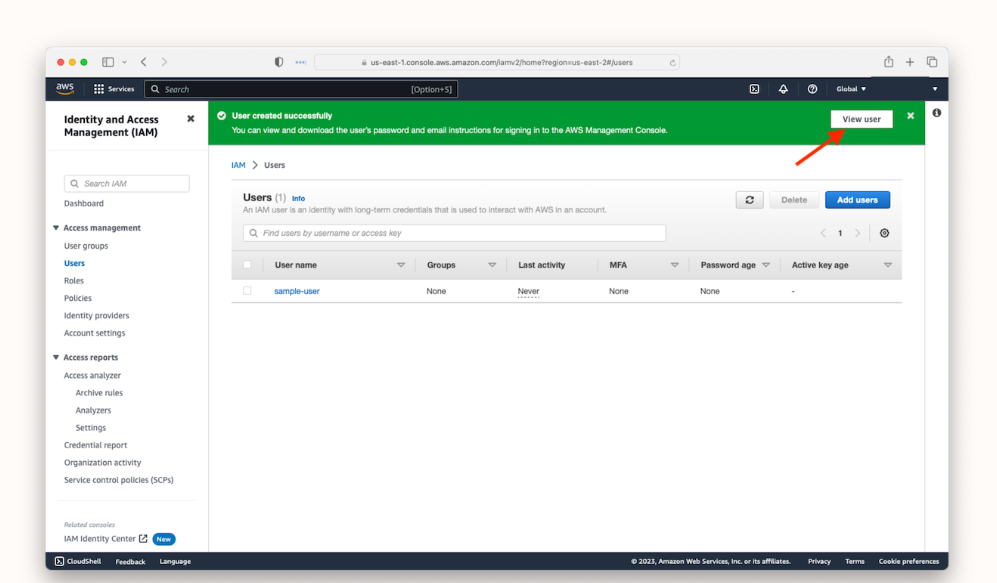 us-east-1.console.aws.amazon.com/iamv2/home?region=us-east-2#/users
aws
Services
Search
[Option+S]
Global
Identity and Access Management (IAM)
Search IAM
Dashboard
Access management
User groups
Users
Roles
Policies
Identity providers
Account settings
Access reports
Access analyzer
Archive rules
Analyzers
Settings
Credential report
Organization activity
Service control policies (SCPs)
Related consoles
IAM Identity Center New
User created successfully
You can view and download the user's password and email instructions for signing in to the AWS Management Console.
View user
IAM > Users
Users (1) Info
An IAM user is an identity with long-term credentials that is used to interact with AWS in an account.
Delete
Add users
Find users by username or access key
1
User name Groups Last activity MFA Password age Active key age
sample-user None Never None None -
CloudShell Feedback Language
© 2023, Amazon Web Services, Inc. or its affiliates. Privacy Terms Cookie preferences